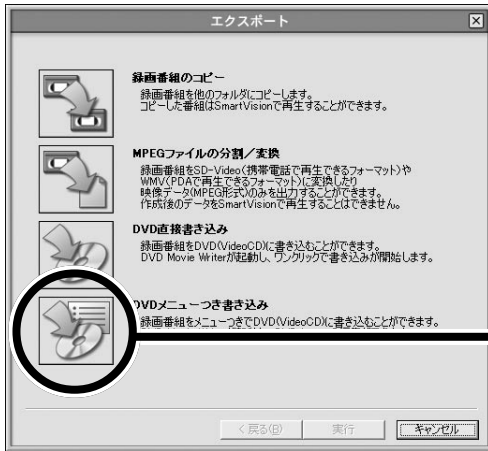 エクスポート
録画番組のコピー
録画番組を他のフォルダにコピーします。
コピーした番組はSmartVisionで再生することができます。
MPEGファイルの分割／変換
録画番組をSD-Video(携帯電話で再生できるフォーマット)や
WMV(PDAで再生できるフォーマット)に変換したり
映像データ(MPEG形式)のみを出力することができます。
作成後のデータをSmartVisionで再生することはできません。
DVD直接書き込み
録画番組をDVD(VideoCD)に書き込むことができます。
DVD Movie Writerが起動し、ワンクリックで書き込みが開始します。
DVDメニューつき書き込み
録画番組をメニューつきでDVD(VideoCD)に書き込むことができます。
< 戻る(B)
実行
キャンセル